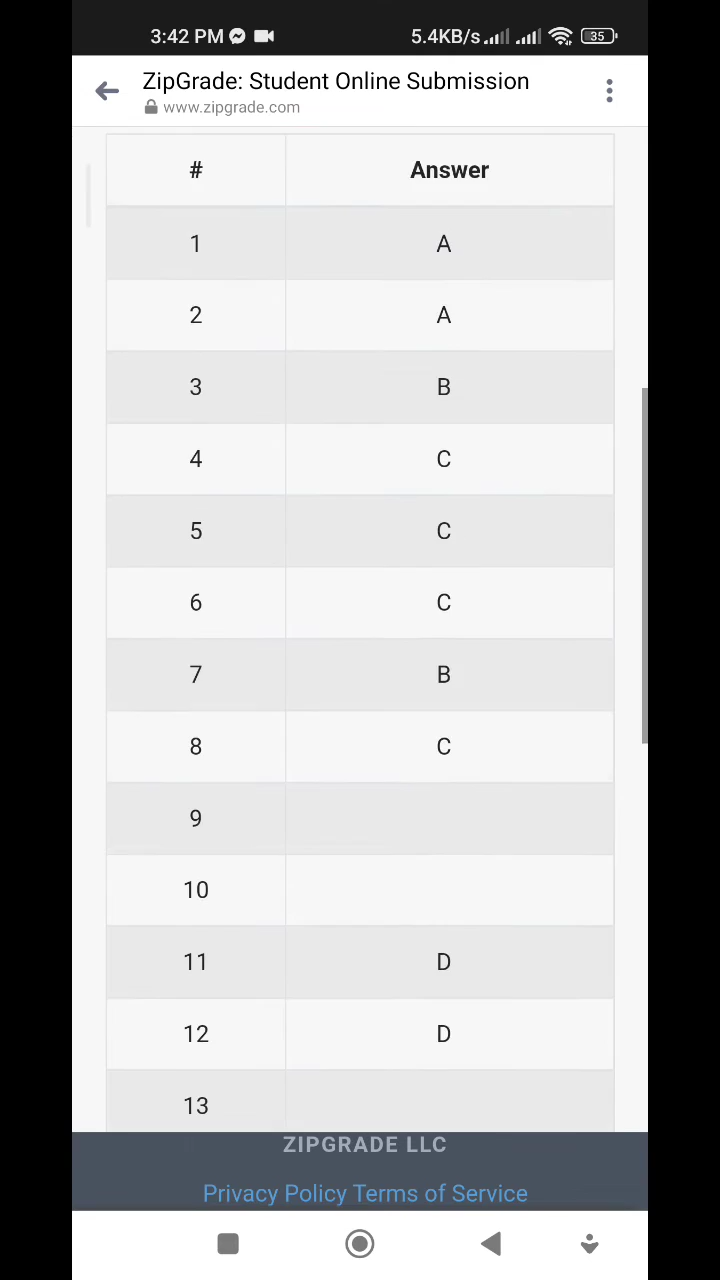 3:42 PM 5.4KB/s 35
ZipGrade: Student Online Submission
www.zipgrade.com
# Answer
1 A
2 A
3 B
4 C
5 C
6 C
7 B
8 C
9
10
11 D
12 D
13
ZIPGRADE LLC
Privacy Policy Terms of Service